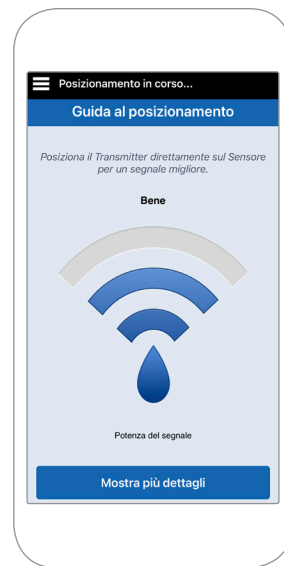 Posizionamento in corso...
Guida al posizionamento
Posiziona il Transmitter direttamente sul Sensore
per un segnale migliore.
Bene
Potenza del segnale
Mostra più dettagli